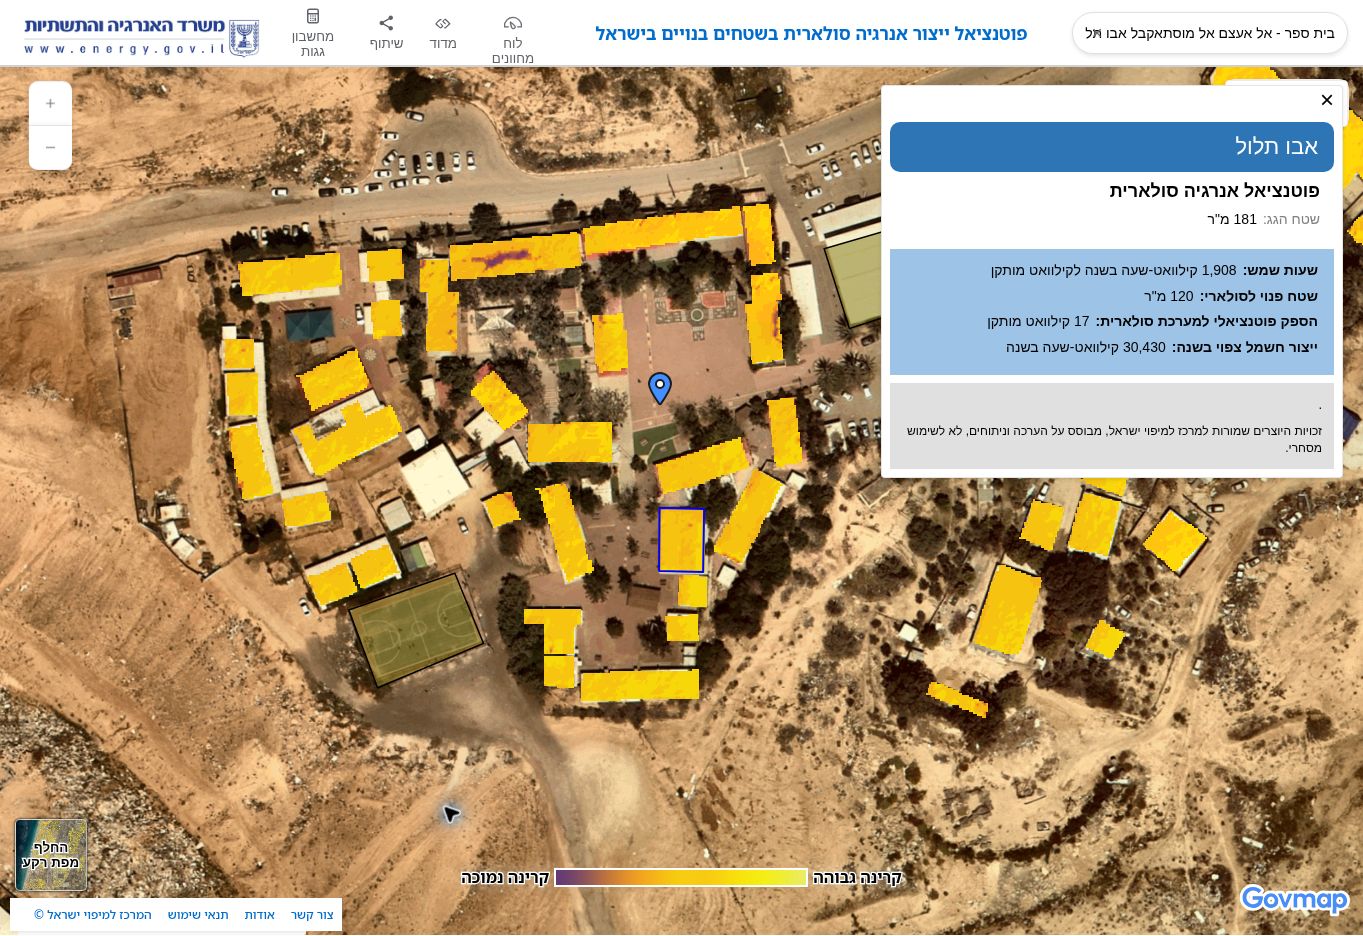 בית ספר - אל אעצם אל מוסתאקבל אבו תל
פוטנציאל ייצור אנרגיה סולארית בשטחים בנויים בישראל
לוח
מחוונים
מדוד
שיתוף
מחשבון
גגות
משרד האנרגיה והתשתיות
www.energy.gov.il
+
−
×
אבו תלול
פוטנציאל אנרגיה סולארית
שטח הגג: 181 מ"ר
שעות שמש: 1,908 קילוואט-שעה בשנה לקילוואט מותקן
שטח פנוי לסולארי: 120 מ"ר
הספק פוטנציאלי למערכת סולארית: 17 קילוואט מותקן
ייצור חשמל צפוי בשנה: 30,430 קילוואט-שעה בשנה
.
זכויות היוצרים שמורות למרכז למיפוי ישראל, מבוסס על הערכה וניתוחים, לא לשימוש
מסחרי.
החלף
מפת רקע
קרינה גבוהה
קרינה נמוכה
Govmap
צור קשר אודות תנאי שימוש המרכז למיפוי ישראל ©